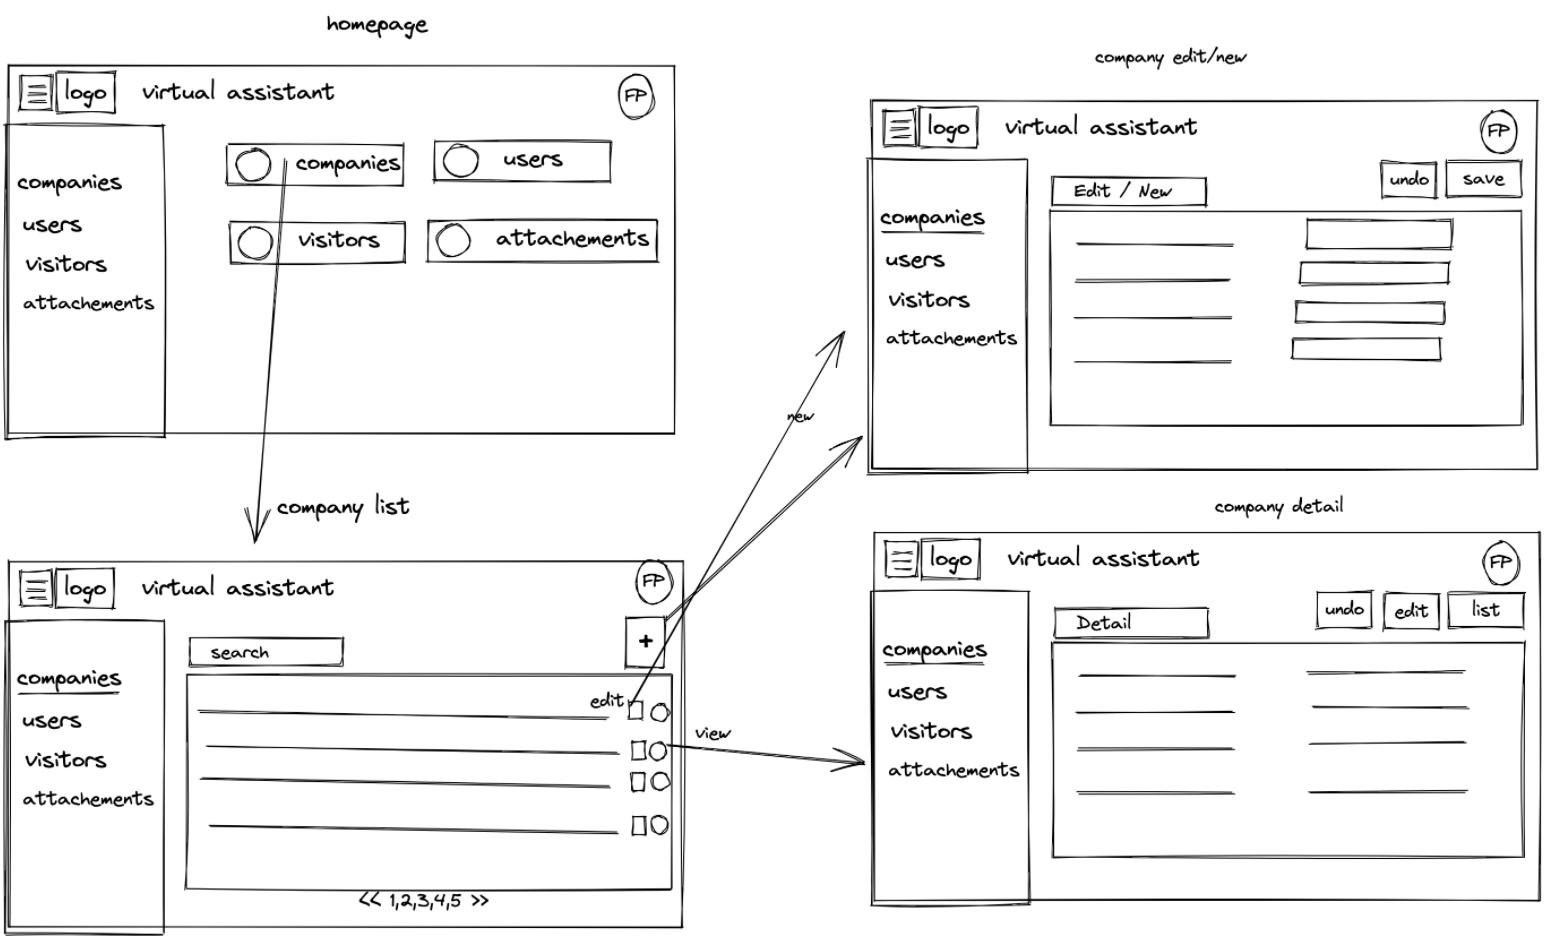 homepage
logo
virtual assistant
FP
companies
users
visitors
attachements
companies
users
visitors
attachements
company edit/new
logo
virtual assistant
FP
undo
save
Edit / New
companies
users
visitors
attachements
new
company list
logo
virtual assistant
FP
+
search
companies
users
visitors
attachements
edit
view
<< 1,2,3,4,5 >>
company detail
logo
virtual assistant
FP
undo
edit
list
Detail
companies
users
visitors
attachements